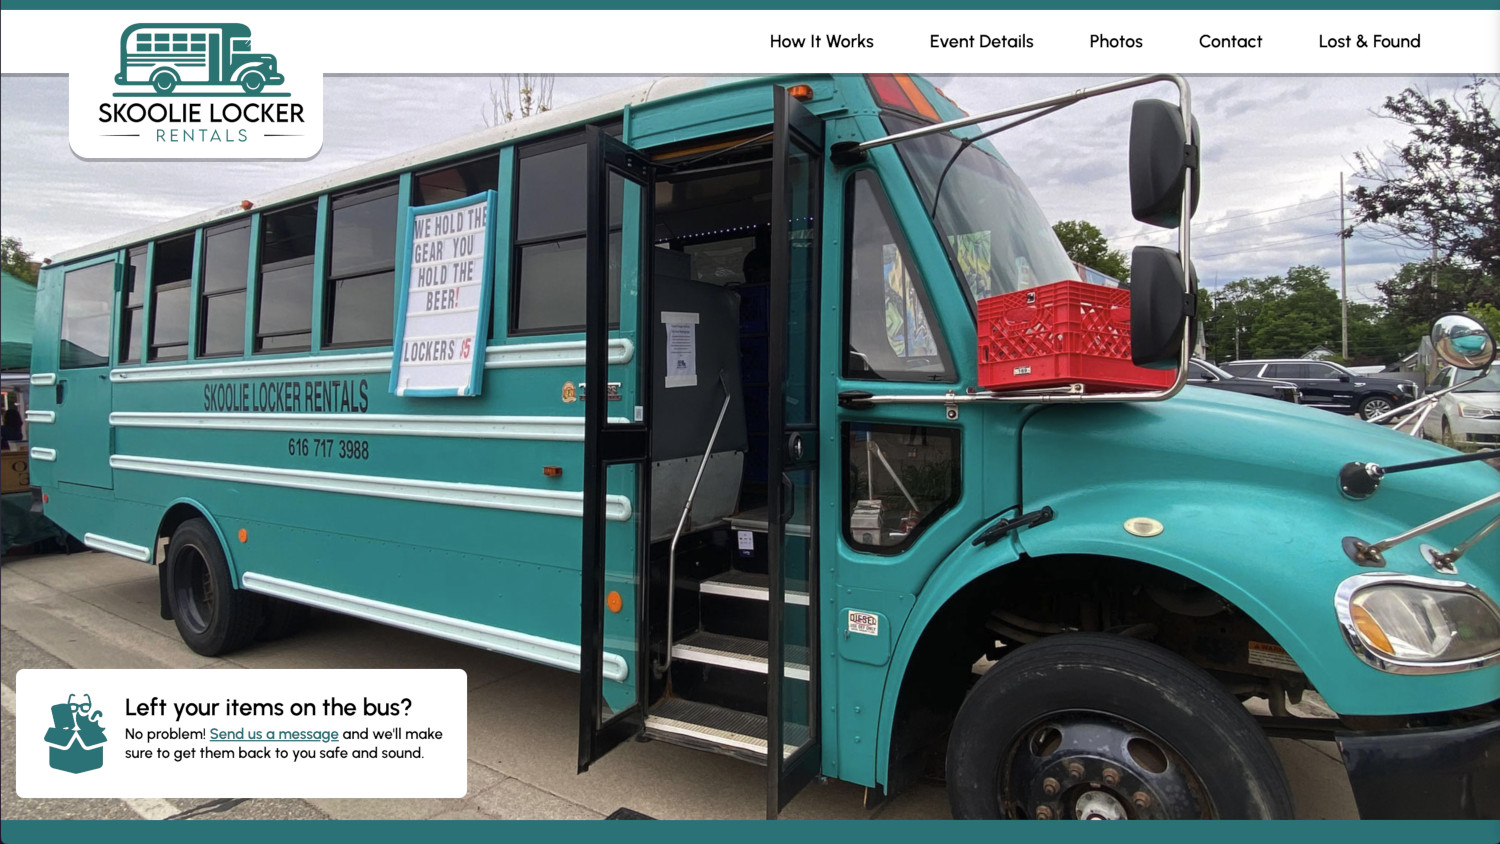 How It Works
Event Details
Photos
Contact
Lost & Found
SKOOLIE LOCKER
RENTALS
WE HOLD THE
GEAR YOU
HOLD THE
BEER!
LOCKERS $5
SKOOLIE LOCKER RENTALS
616 717 3988
DIESEL
Left your items on the bus?
No problem! Send us a message and we'll make
sure to get them back to you safe and sound.